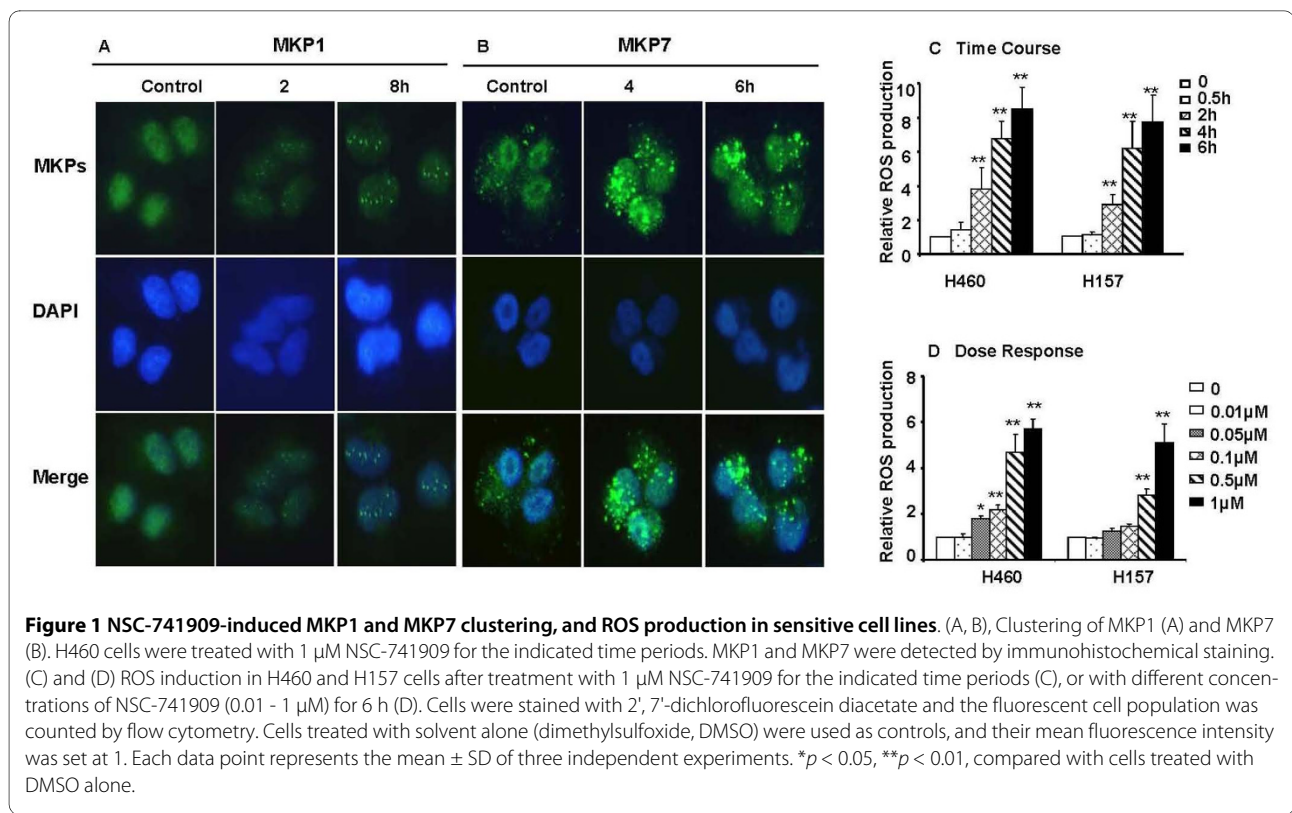 A MKP1
Control 2 8h
B MKP7
Control 4 6h
MKPs
DAPI
Merge
C Time Course
Relative ROS production
10
8
6
4
2
0
** ** ** ** ** **
H460 H157
0
0.5h
2h
4h
6h
D Dose Response
Relative ROS production
8
6
4
2
0
* ** ** ** ** **
H460 H157
0
0.01µM
0.05µM
0.1µM
0.5µM
1µM
Figure 1 NSC-741909-induced MKP1 and MKP7 clustering, and ROS production in sensitive cell lines. (A, B), Clustering of MKP1 (A) and MKP7
(B). H460 cells were treated with 1 μM NSC-741909 for the indicated time periods. MKP1 and MKP7 were detected by immunohistochemical staining.
(C) and (D) ROS induction in H460 and H157 cells after treatment with 1 μM NSC-741909 for the indicated time periods (C), or with different concen-
trations of NSC-741909 (0.01 - 1 μM) for 6 h (D). Cells were stained with 2', 7'-dichlorofluorescein diacetate and the fluorescent cell population was
counted by flow cytometry. Cells treated with solvent alone (dimethylsulfoxide, DMSO) were used as controls, and their mean fluorescence intensity
was set at 1. Each data point represents the mean ± SD of three independent experiments. *p < 0.05, **p < 0.01, compared with cells treated with
DMSO alone.